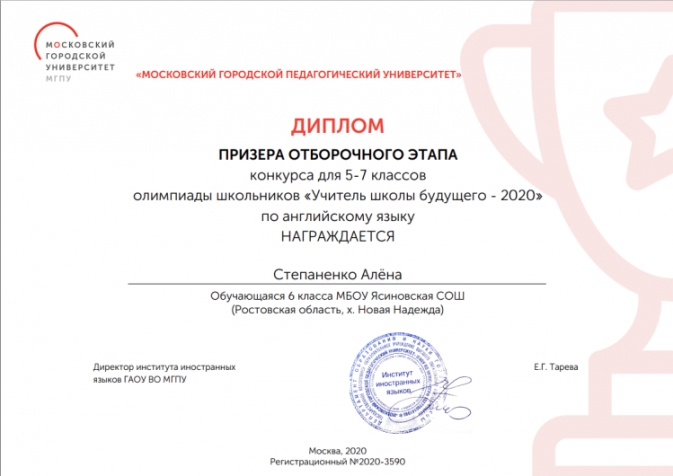 МОСКОВСКИЙ
ГОРОДСКОЙ
УНИВЕРСИТЕТ
МГПУ
«МОСКОВСКИЙ ГОРОДСКОЙ ПЕДАГОГИЧЕСКИЙ УНИВЕРСИТЕТ»
ДИПЛОМ
ПРИЗЕРА ОТБОРОЧНОГО ЭТАПА
конкурса для 5-7 классов
олимпиады школьников «Учитель школы будущего - 2020»
по английскому языку
НАГРАЖДАЕТСЯ
Степаненко Алёна
Обучающаяся 6 класса МБОУ Ясиновская СОШ
(Ростовская область, х. Новая Надежда)
Директор института иностранных
языков ГАОУ ВО МГПУ
Институт
иностранных
языков
Е.Г. Тарева
Москва, 2020
Регистрационный №2020-3590